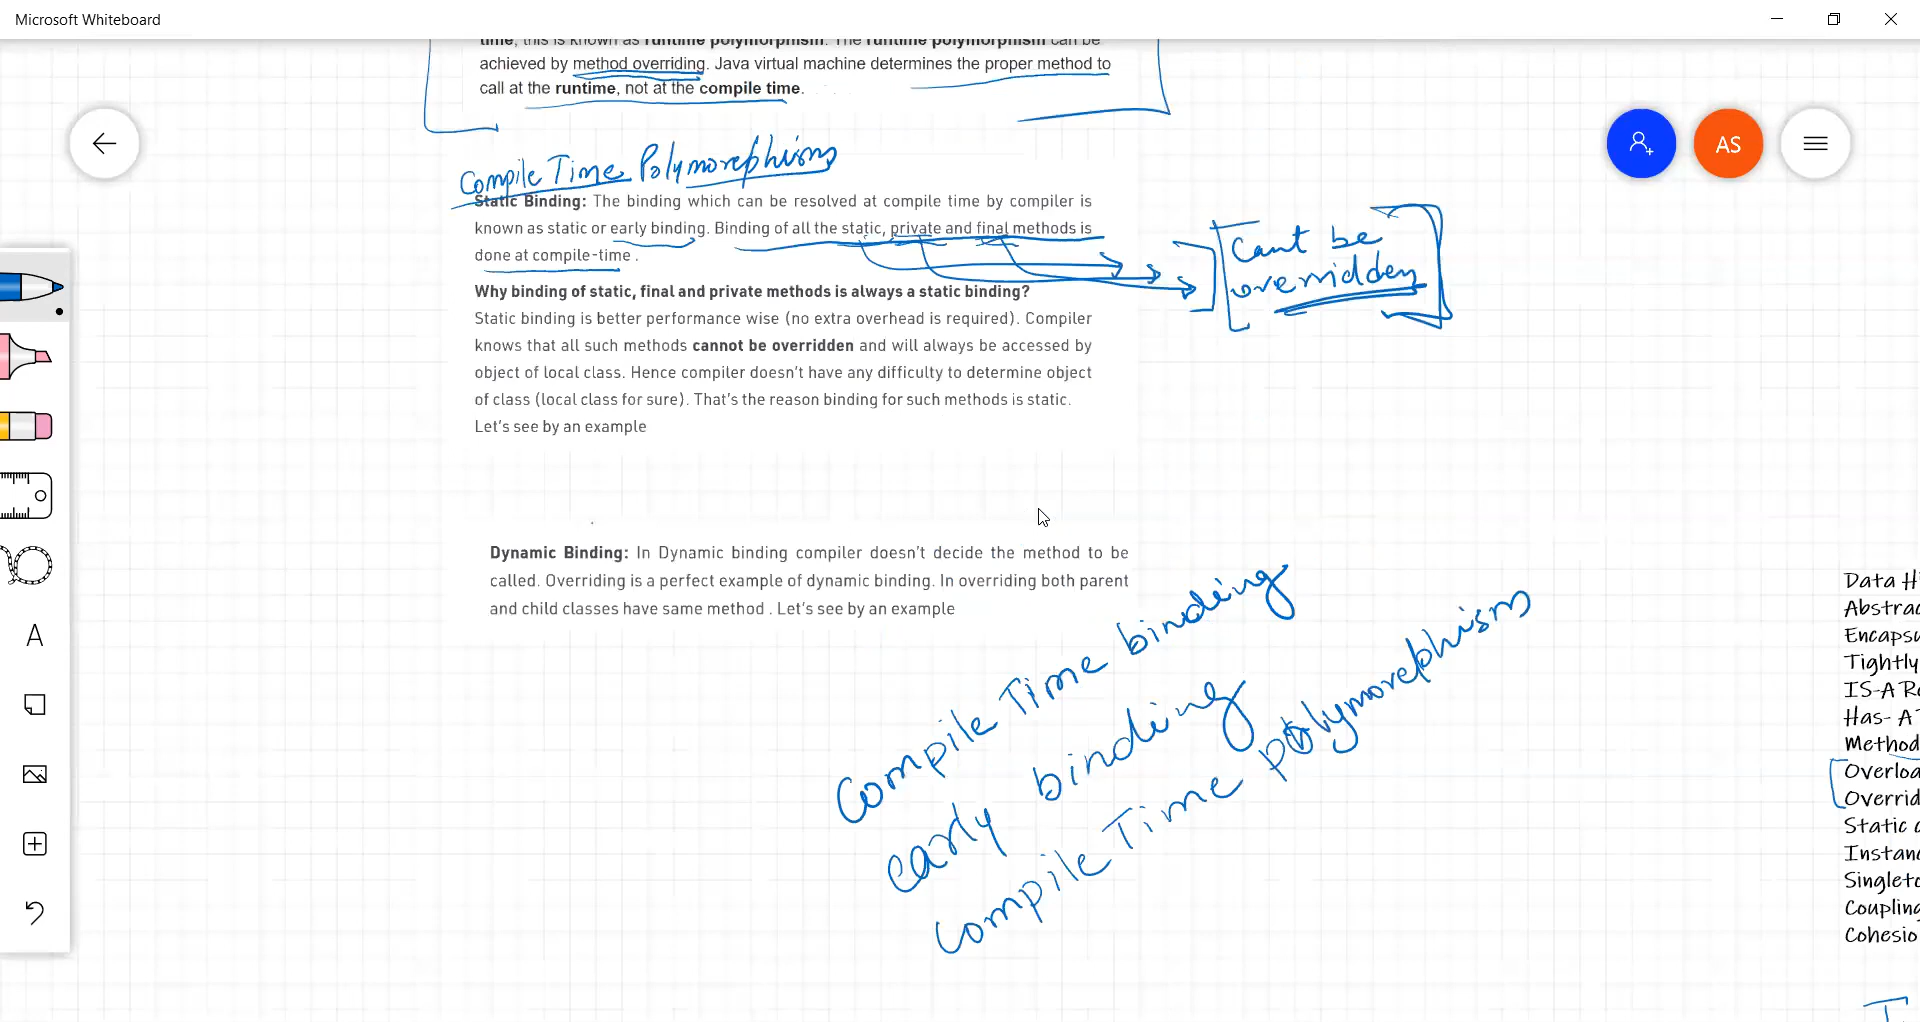 Microsoft Whiteboard
time, this is known as runtime polymorphism. The runtime polymorphism can be
achieved by method overriding. Java virtual machine determines the proper method to
call at the runtime, not at the compile time.
AS
Compile Time Polymorephism
Static Binding: The binding which can be resolved at compile time by compiler is
known as static or early binding. Binding of all the static, private and final methods is
done at compile-time .
Cant be
overridden
Why binding of static, final and private methods is always a static binding?
Static binding is better performance wise (no extra overhead is required). Compiler
knows that all such methods cannot be overridden and will always be accessed by
object of local class. Hence compiler doesn't have any difficulty to determine object
of class (local class for sure). That's the reason binding for such methods is static.
Let's see by an example
Dynamic Binding: In Dynamic binding compiler doesn't decide the method to be
called. Overriding is a perfect example of dynamic binding. In overriding both parent
and child classes have same method . Let's see by an example
Compile Time binding
early binding
Compile Time polymorephism
A
Data H
Abstrac
Encapsu
Tightly
IS-A Re
Has- A
Method
Overloa
Overrid
Static c
Instanc
Singleto
Coupling
Cohesio